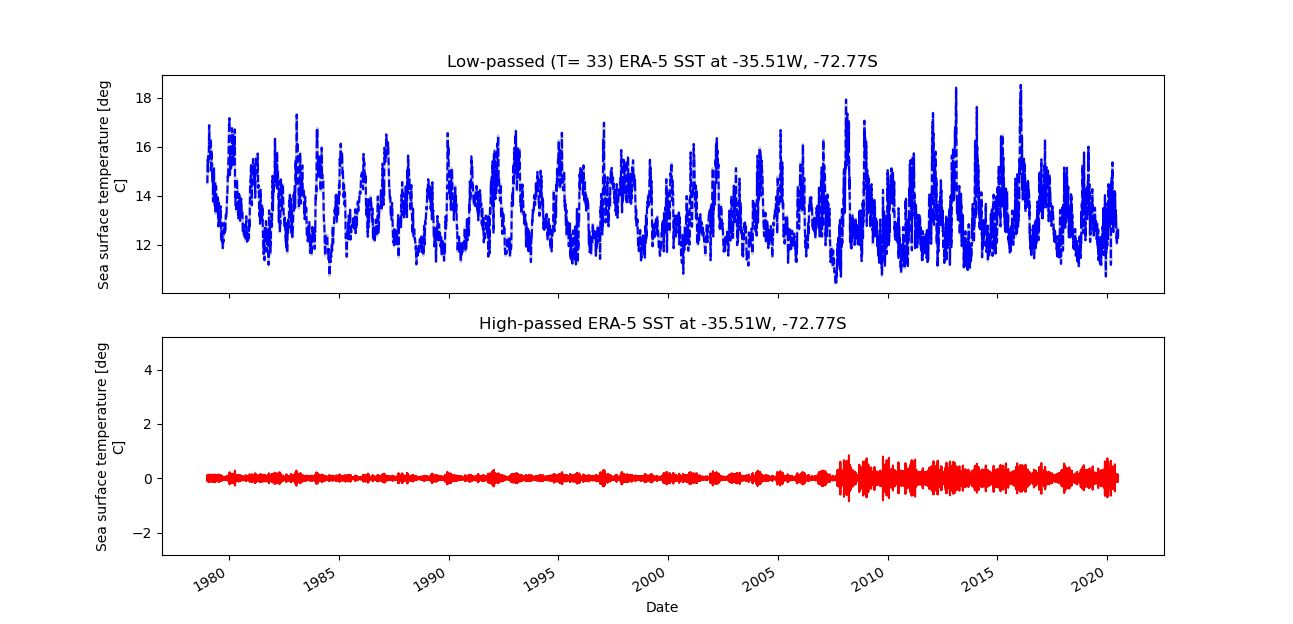 Low-passed (T= 33) ERA-5 SST at -35.51W, -72.77S
Sea surface temperature [deg
C]
18
16
14
12
High-passed ERA-5 SST at -35.51W, -72.77S
Sea surface temperature [deg
C]
4
2
0
−2
1980 1985 1990 1995 2000 2005 2010 2015 2020
Date